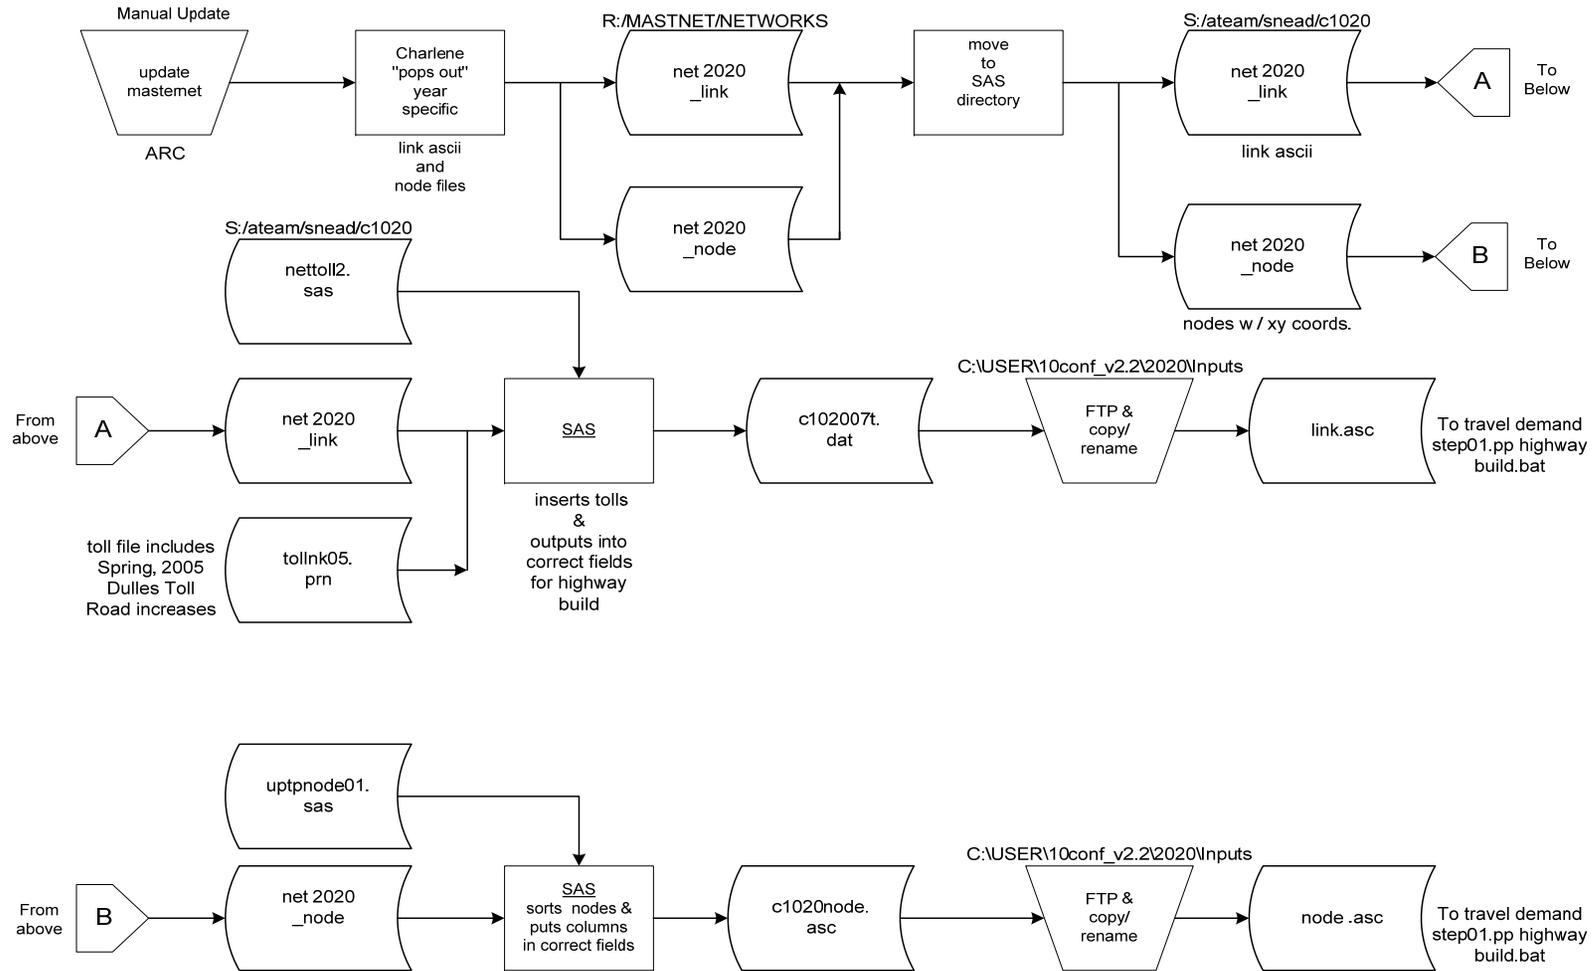 Manual Update
update
masternet
ARC
Charlene
"pops out"
year
specific
link ascii
and
node files
R:/MASTNET/NETWORKS
net 2020
_link
net 2020
_node
move
to
SAS
directory
S:/ateam/snead/c1020
net 2020
_link
link ascii
A
To
Below
net 2020
_node
nodes w / xy coords.
B
To
Below
S:/ateam/snead/c1020
nettoll2.
sas
From
above
A
net 2020
_link
toll file includes
Spring, 2005
Dulles Toll
Road increases
tollnk05.
prn
SAS
inserts tolls
&
outputs into
correct fields
for highway
build
c102007t.
dat
C:\USER\10conf_v2.2\2020\Inputs
FTP &
copy/
rename
link.asc
To travel demand
step01.pp highway
build.bat
uptpnode01.
sas
From
above
B
net 2020
_node
SAS
sorts nodes &
puts columns
in correct fields
c1020node.
asc
C:\USER\10conf_v2.2\2020\Inputs
FTP &
copy/
rename
node .asc
To travel demand
step01.pp highway
build.bat